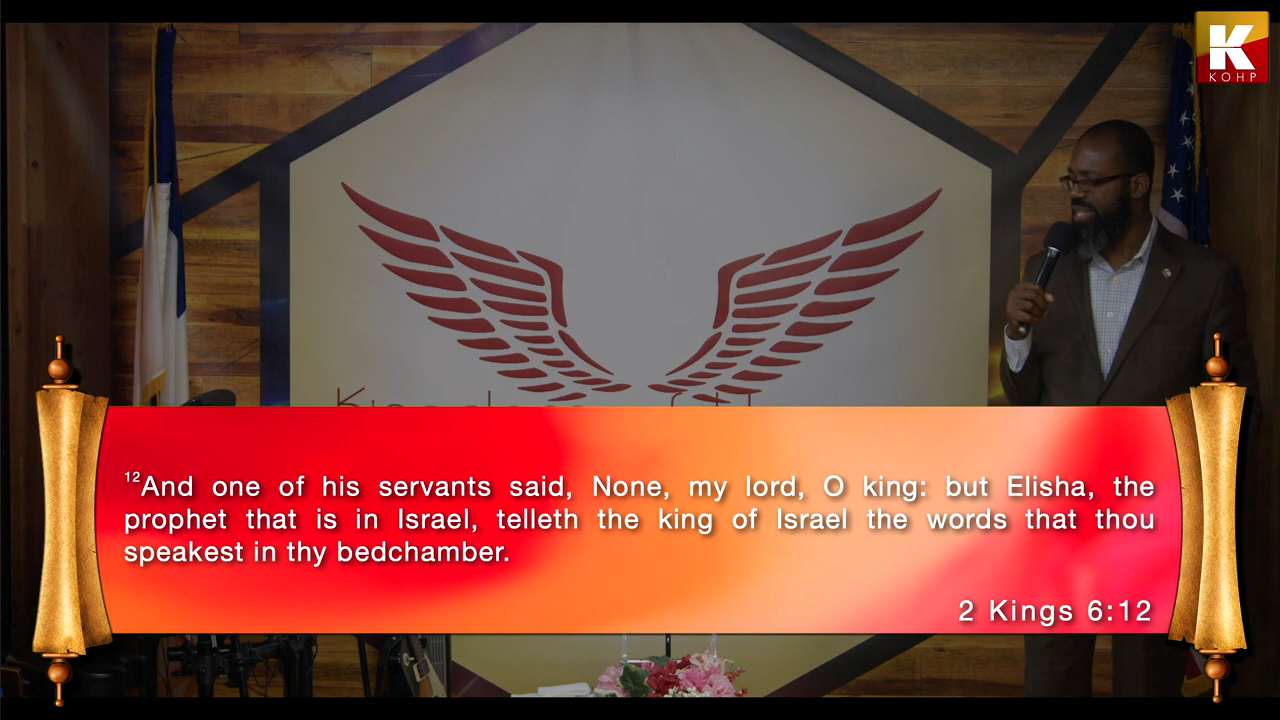 K
KOHP
12And one of his servants said, None, my lord, O king: but Elisha, the
prophet that is in Israel, telleth the king of Israel the words that thou
speakest in thy bedchamber.
2 Kings 6:12